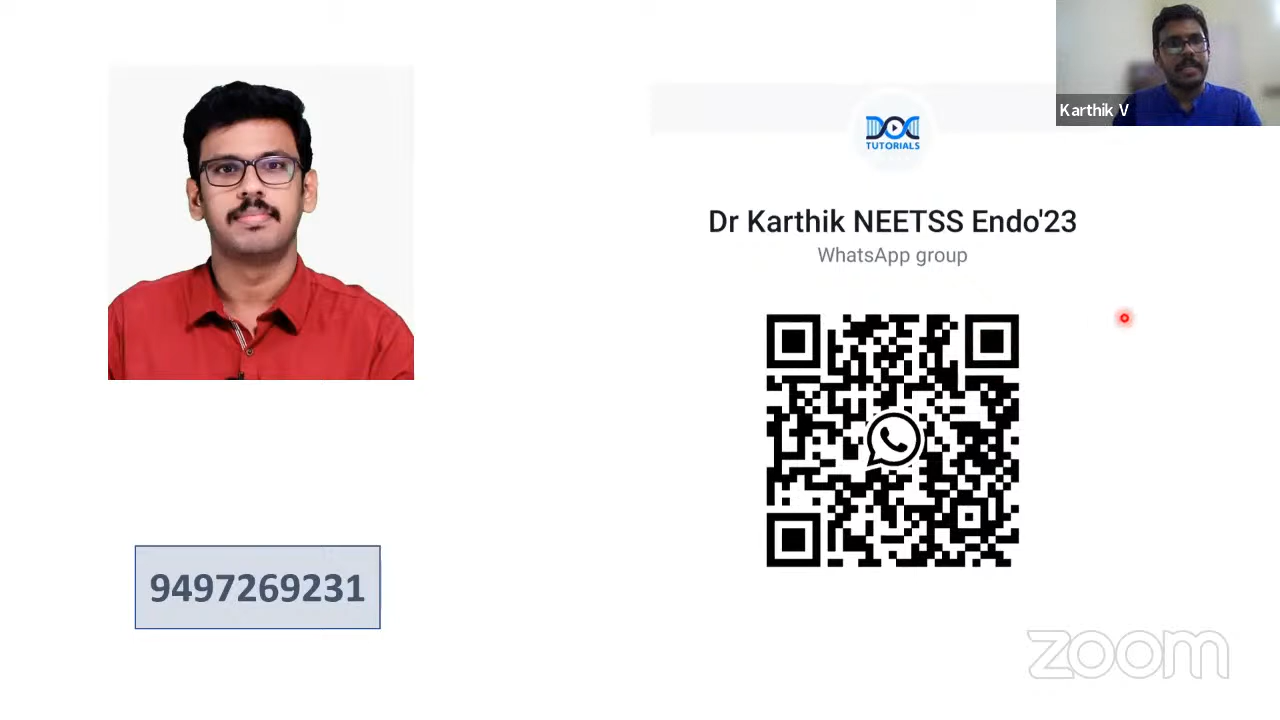 Karthik V
DOC
TUTORIALS
Dr Karthik NEETSS Endo'23
WhatsApp group
9497269231
zoom